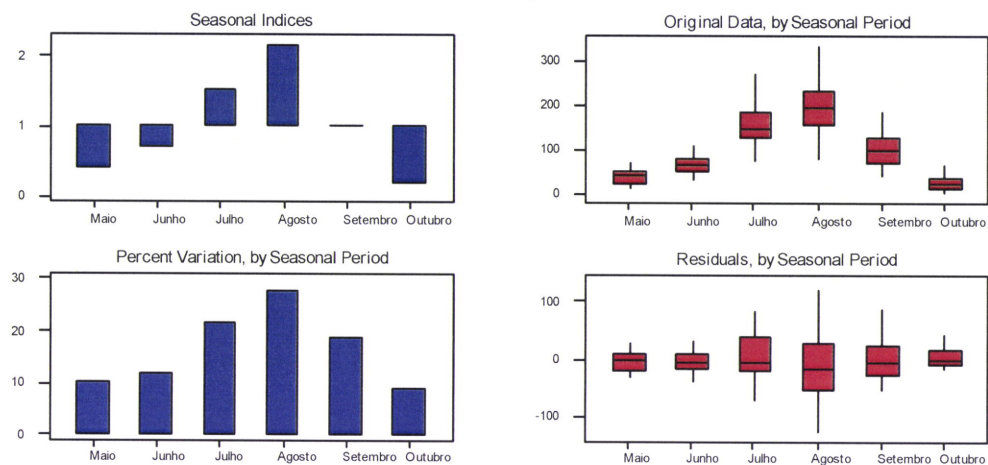 Seasonal Indices
2
1
0
Maio Junho Julho Agosto Setembro Outubro
Original Data, by Seasonal Period
300
200
100
0
Maio Junho Julho Agosto Setembro Outubro
Percent Variation, by Seasonal Period
30
20
10
0
Maio Junho Julho Agosto Setembro Outubro
Residuals, by Seasonal Period
100
0
-100
Maio Junho Julho Agosto Setembro Outubro